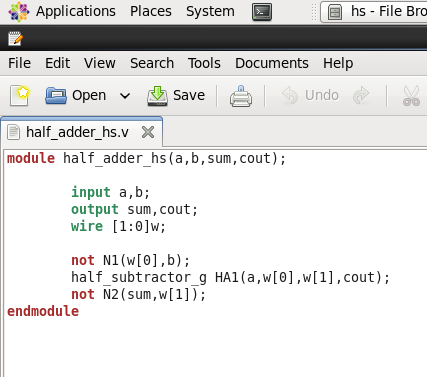 Applications Places System hs - File Bro
File Edit View Search Tools Documents Help
Open Save Undo
half_adder_hs.v
module half_adder_hs(a,b,sum,cout);
input a,b;
output sum,cout;
wire [1:0]w;
not N1(w[0],b);
half_subtractor_g HA1(a,w[0],w[1],cout);
not N2(sum,w[1]);
endmodule